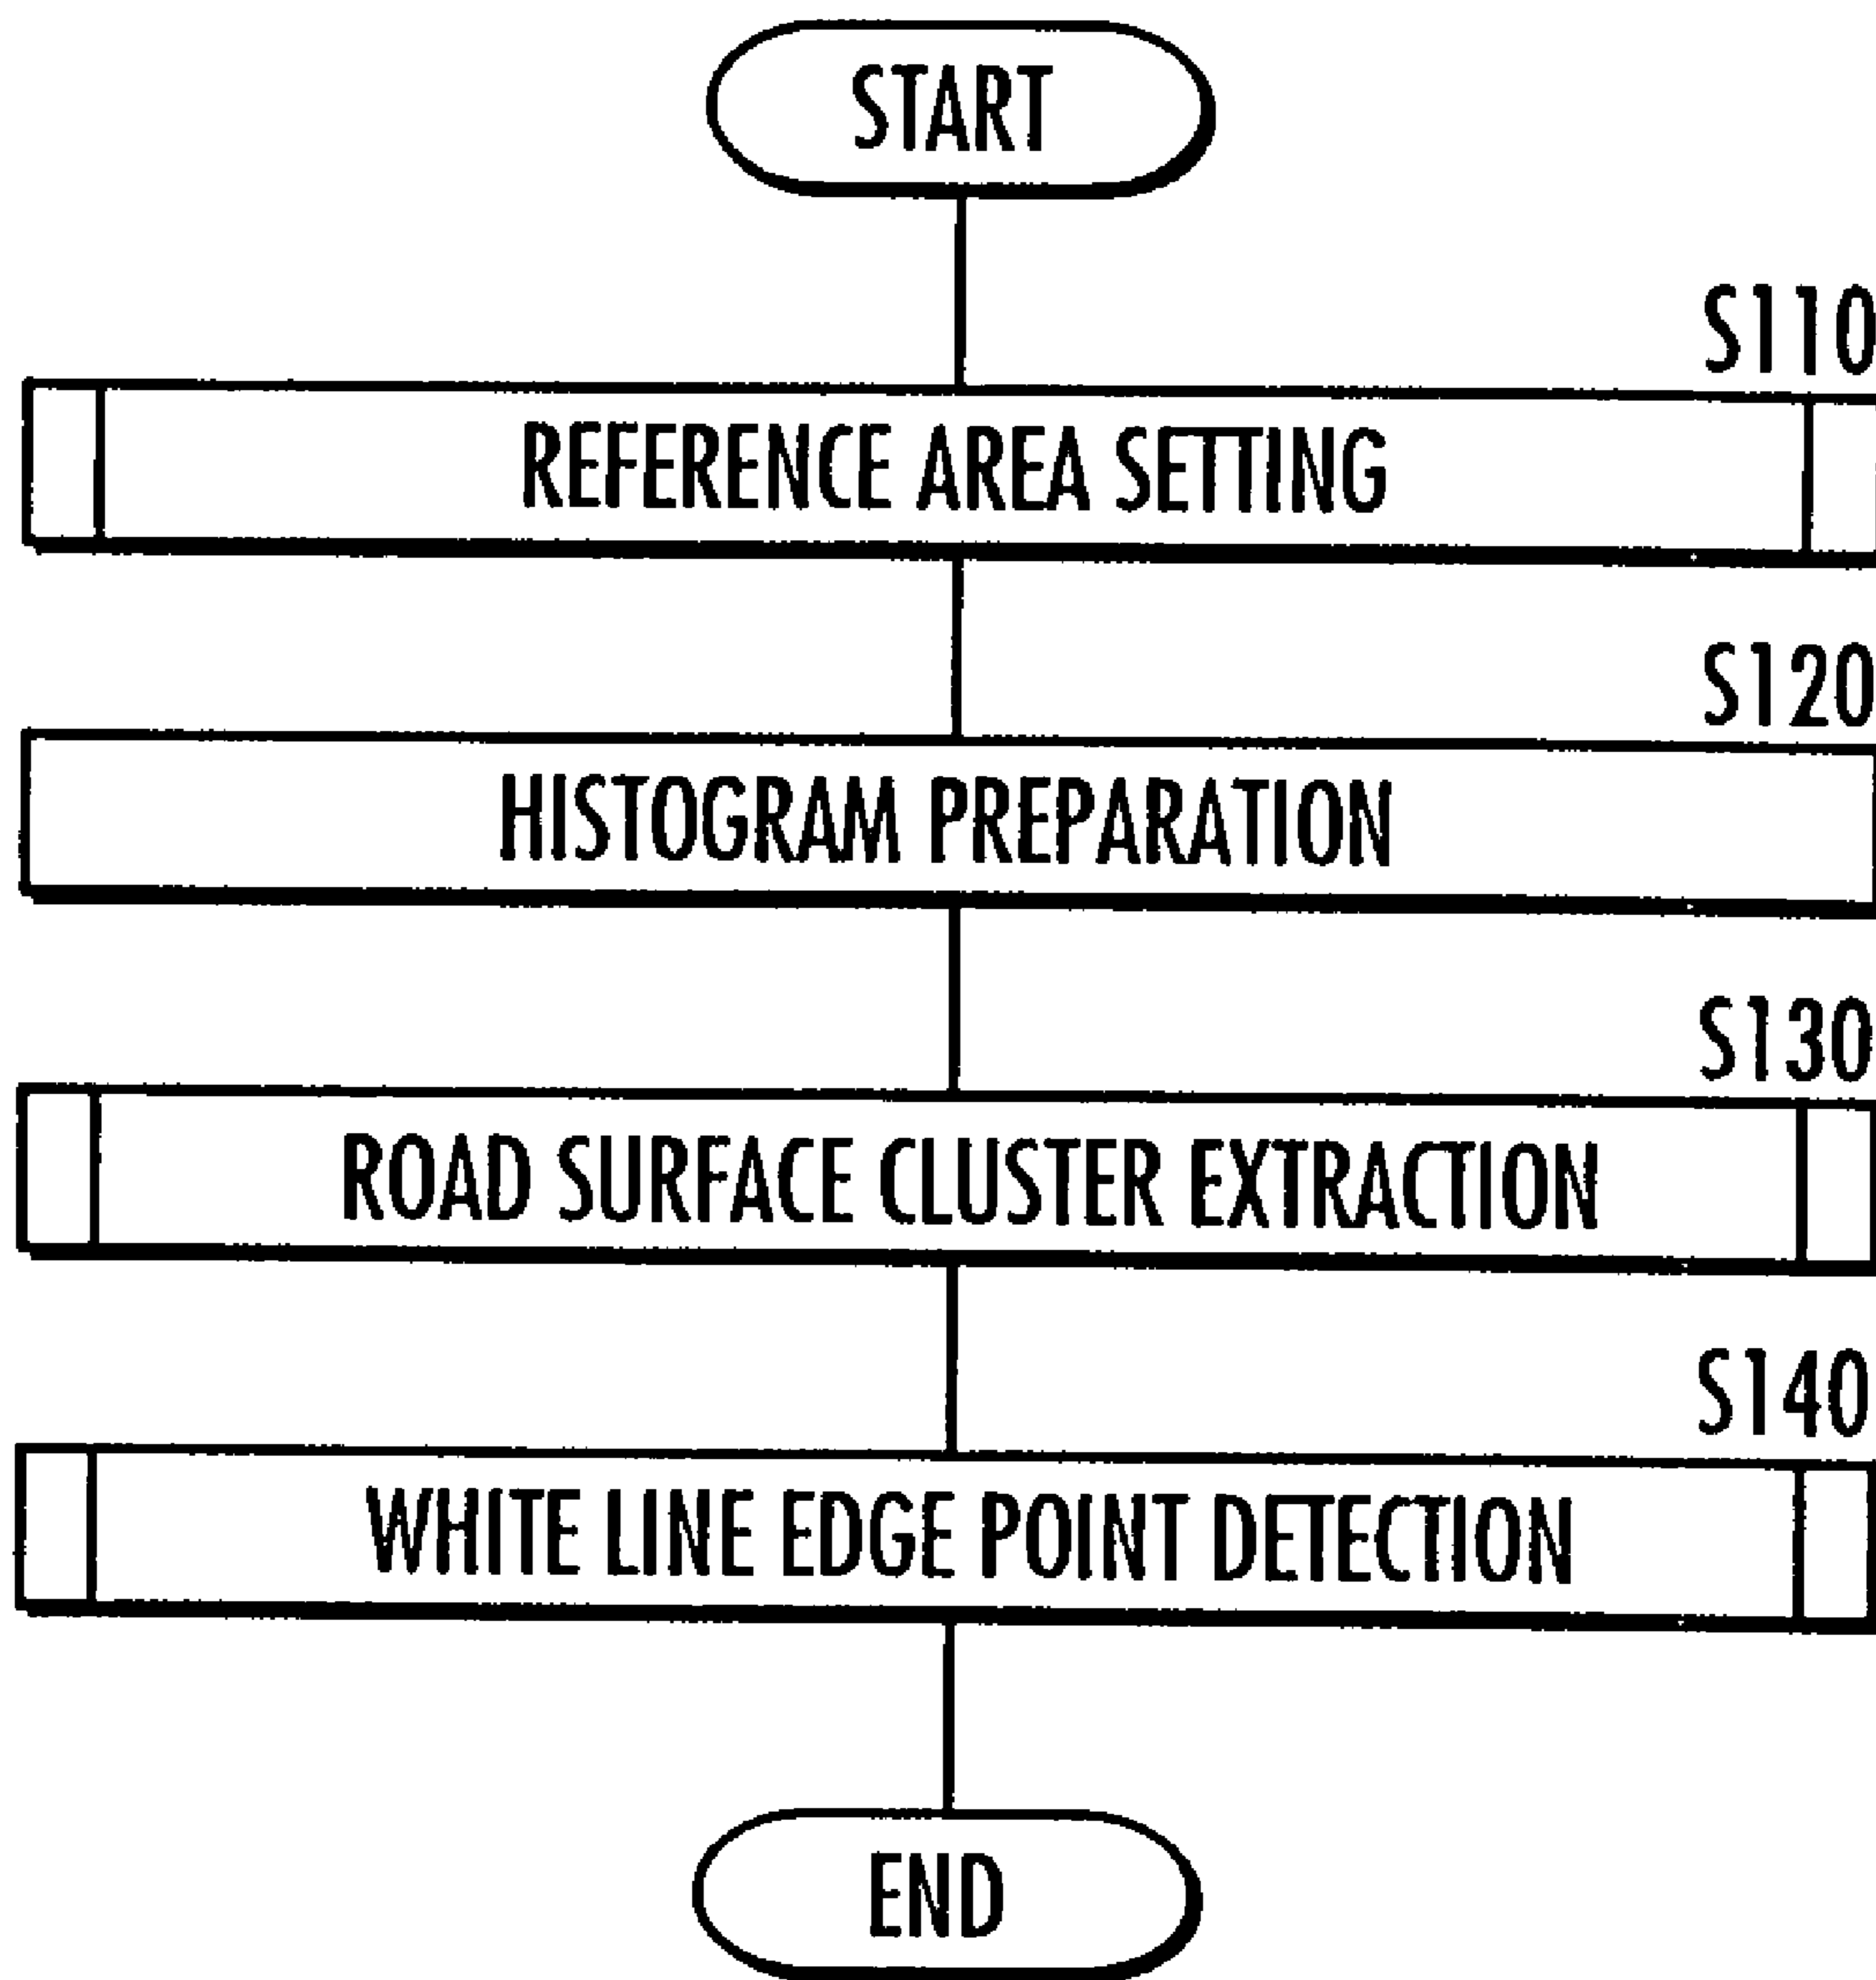 START
S110
REFERENCE AREA SETTING
S120
HISTOGRAM PREPARATION
S130
ROAD SURFACE CLUSTER EXTRACTION
S140
WHITE LINE EDGE POINT DETECTION
END